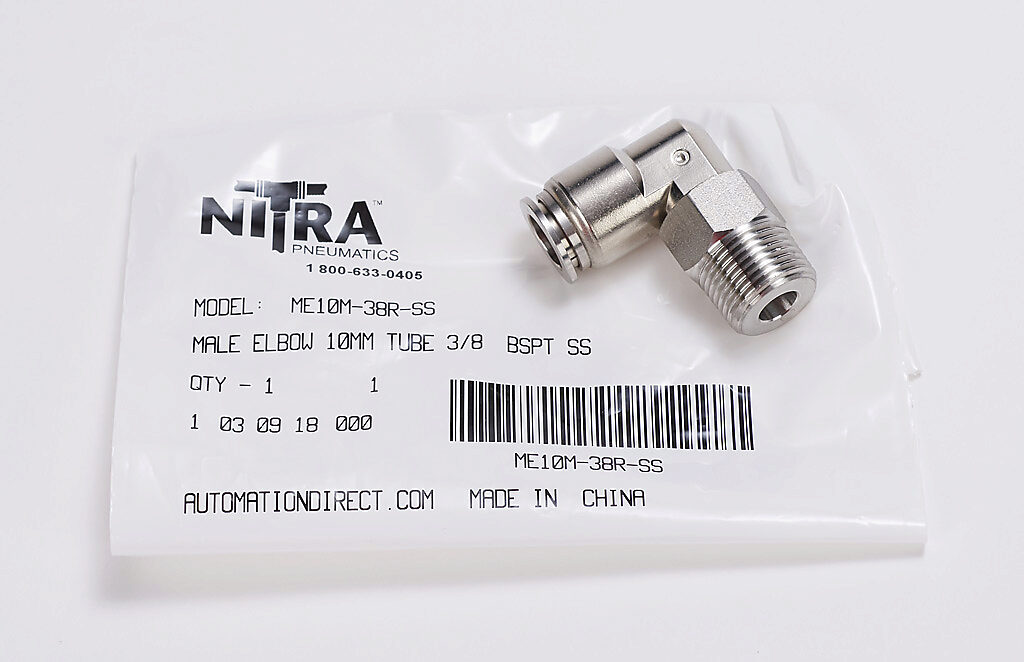 NITRA™
PNEUMATICS
1 800-633-0405
MODEL: ME10M-38R-SS
MALE ELBOW 10MM TUBE 3/8 BSPT SS
QTY - 1 1
1 03 09 18 000
ME10M-38R-SS
AUTOMATIONDIRECT.COM MADE IN CHINA